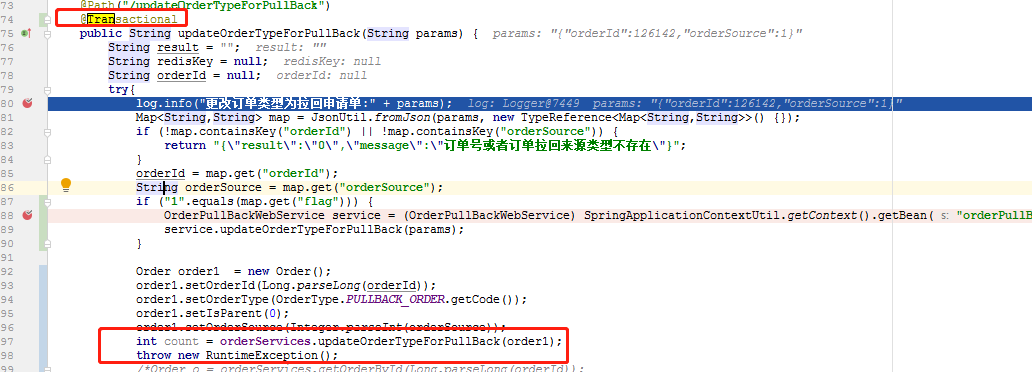 73 @Path("/updateOrderTypeForPullBack")
74 @Transactional
75 public String updateOrderTypeForPullBack(String params) { params: "{"orderId":126142,"orderSource":1}"
76 String result = ""; result: ""
77 String redisKey = null; redisKey: null
78 String orderId = null; orderId: null
79 try{
80 log.info("更改订单类型为拉回申请单:" + params); log: Logger@7449 params: "{"orderId":126142,"orderSource":1}"
81 Map<String,String> map = JsonUtil.fromJson(params, new TypeReference<Map<String,String>>() {});
82 if (!map.containsKey("orderId") || !map.containsKey("orderSource")) {
83 return "{\"result\":\"0\",\"message\":\"订单号或者订单拉回来源类型不存在\"}";
84 }
85 orderId = map.get("orderId");
86 String orderSource = map.get("orderSource");
87 if ("1".equals(map.get("flag"))) {
88 OrderPullBackWebService service = (OrderPullBackWebService) SpringApplicationContextUtil.getContext().getBean( s: "orderPullB
89 service.updateOrderTypeForPullBack(params);
90 }
91
92 Order order1 = new Order();
93 order1.setOrderId(Long.parseLong(orderId));
94 order1.setOrderType(OrderType.PULLBACK_ORDER.getCode());
95 order1.setIsParent(0);
96 order1.setOrderSource(Integer.parseInt(orderSource));
97 int count = orderServices.updateOrderTypeForPullBack(order1);
98 throw new RuntimeException();
99 /*Order o = orderServices.getOrderById(Long.parseLong(orderId));